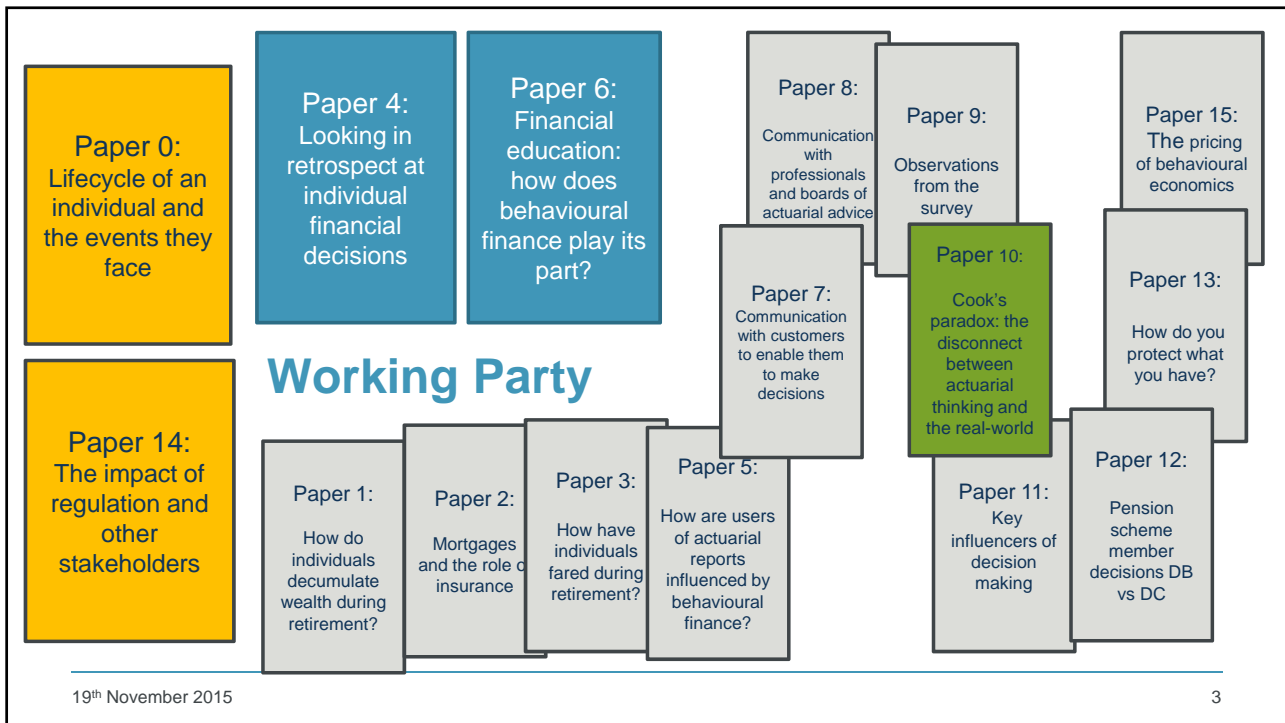 Paper 0:
Lifecycle of an
individual and
the events they
face
Paper 4:
Looking in
retrospect at
individual
financial
decisions
Paper 6:
Financial
education:
how does
behavioural
finance play its
part?
Paper 8:
Communication
with
professionals
and boards of
actuarial advice
Paper 9:
Observations
from the
survey
Paper 15:
The pricing
of behavioural
economics
Paper 7:
Communication
with customers
to enable them
to make
decisions
Paper 10:
Cook's
paradox: the
disconnect
between
actuarial
thinking and
the real-world
Paper 13:
How do you
protect what
you have?
Working Party
Paper 14:
The impact of
regulation and
other
stakeholders
Paper 1:
How do
individuals
decumulate
wealth during
retirement?
Paper 2:
Mortgages
and the role o
insurance
Paper 3:
How have
individuals
fared during
retirement?
Paper 5:
How are users
of actuarial
reports
influenced by
behavioural
finance?
Paper 11:
Key
influencers of
decision
making
Paper 12:
Pension
scheme
member
decisions DB
vs DC
19th November 2015
3